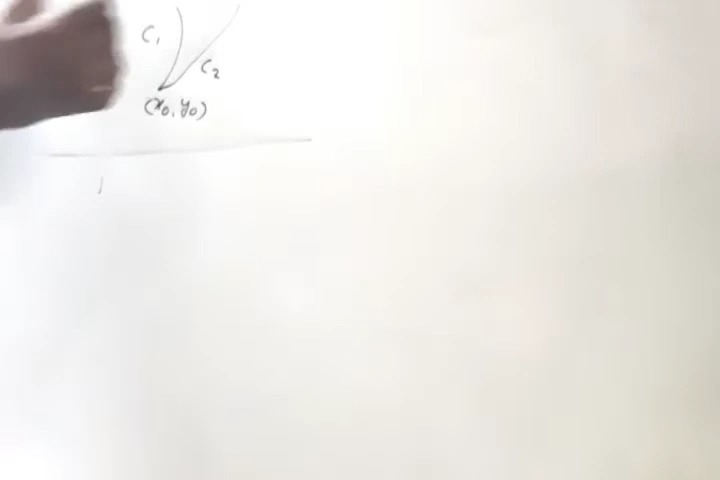 C₁
C₂
(x₀, y₀)